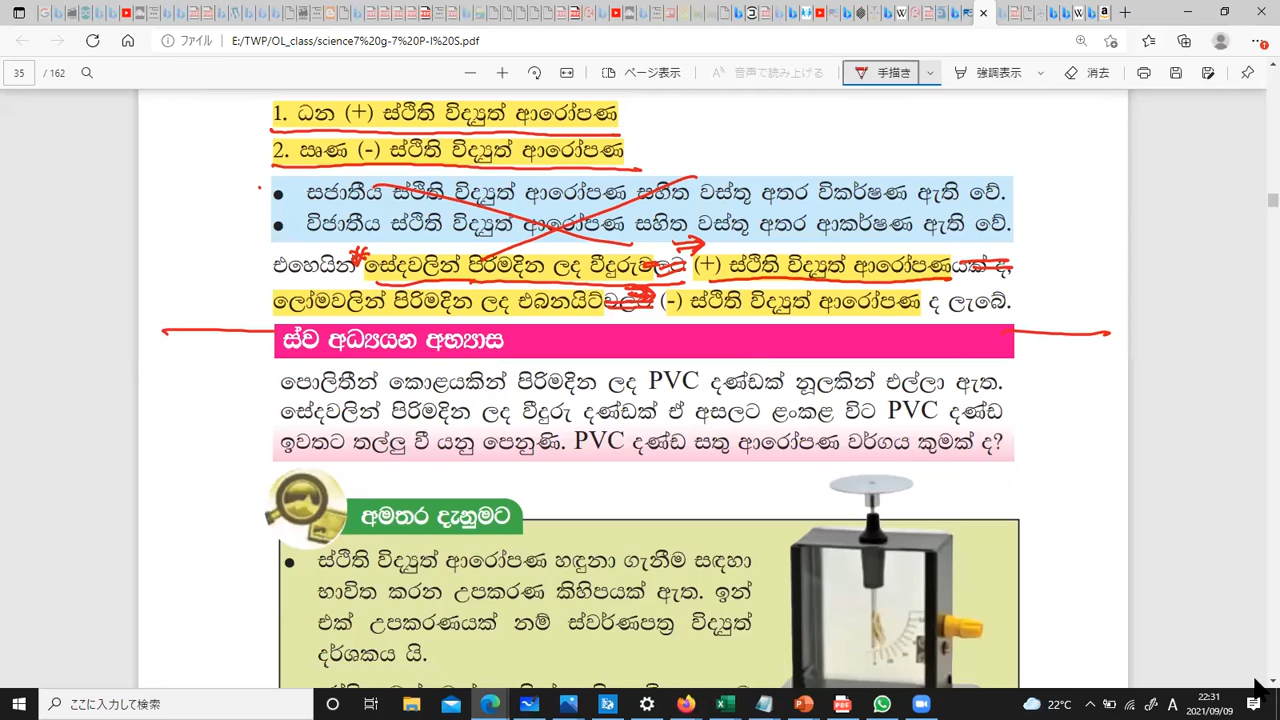 ファイル E:/TWP/OL_class/science7%20g-7%20P-I%20S.pdf
35 / 162 ページ表示 音声で読み上げる 手描き 強調表示 消去
1. ධන (+) ස්ථිති විද්‍යුත් ආරෝපණ
2. ඍණ (-) ස්ථිති විද්‍යුත් ආරෝපණ
● සජාතීය ස්ථිති විද්‍යුත් ආරෝපණ සහිත වස්තූ අතර විකර්ෂණ ඇති වේ.
● විජාතීය ස්ථිති විද්‍යුත් ආරෝපණ සහිත වස්තූ අතර ආකර්ෂණ ඇති වේ.
එහෙයින් සේදවලින් පිරිමදින ලද වීදුරුවලට (+) ස්ථිති විද්‍යුත් ආරෝපණයක් ද,
ලෝමවලින් පිරිමදින ලද එබනයිට් (-) ස්ථිති විද්‍යුත් ආරෝපණ ද ලැබේ.
ස්ව අධ්‍යයන අභ්‍යාස
පොලිතීන් කොළයකින් පිරිමදින ලද PVC දණ්ඩක් නූලකින් එල්ලා ඇත.
සේදවලින් පිරිමදින ලද වීදුරු දණ්ඩක් ඒ අසලට ළංකළ විට PVC දණ්ඩ
ඉවතට තල්ලු වී යනු පෙනුණි. PVC දණ්ඩ සතු ආරෝපණ වර්ගය කුමක් ද?
අමතර දැනුමට
● ස්ථිති විද්‍යුත් ආරෝපණ හඳුනා ගැනීම සඳහා
භාවිත කරන උපකරණ කිහිපයක් ඇත. ඉන්
එක් උපකරණයක් නම් ස්වර්ණපත්‍ර විද්‍යුත්
දර්ශකය යි.
ここに入力して検索
22°C
A
22:31
2021/09/09